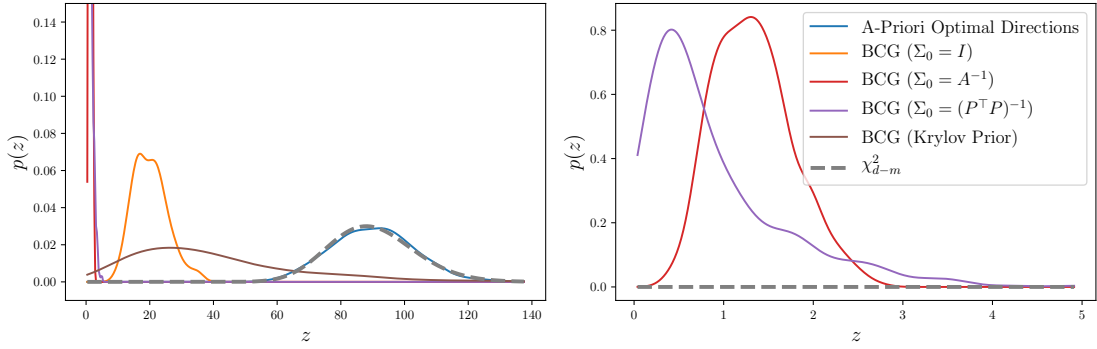 0.14
0.12
0.10
0.08
0.06
0.04
0.02
0.00
p(z)
0 20 40 60 80 100 120 140
z
0.8
0.6
0.4
0.2
0.0
p(z)
0 1 2 3 4 5
z
A-Priori Optimal Directions
BCG (Σ₀ = I)
BCG (Σ₀ = A⁻¹)
BCG (Σ₀ = (P⊤P)⁻¹)
BCG (Krylov Prior)
χ²_{d−m}